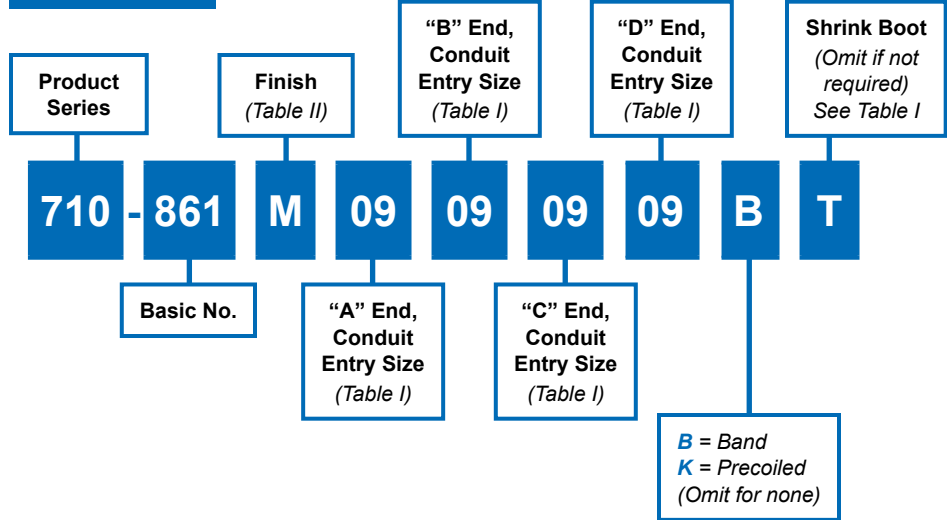 Product
Series
Finish
(Table II)
“B” End,
Conduit
Entry Size
(Table I)
“D” End,
Conduit
Entry Size
(Table I)
Shrink Boot
(Omit if not
required)
See Table I
710 - 861 M 09 09 09 09 B T
Basic No.
“A” End,
Conduit
Entry Size
(Table I)
“C” End,
Conduit
Entry Size
(Table I)
B = Band
K = Precoiled
(Omit for none)